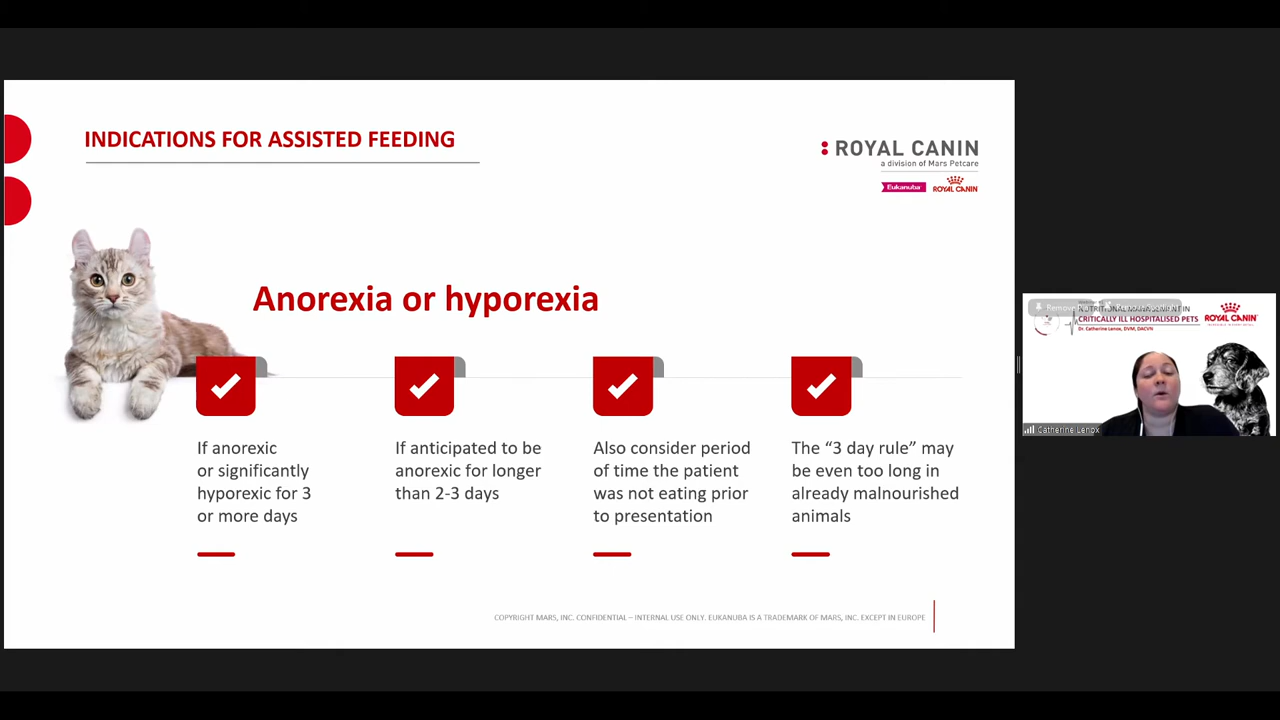 INDICATIONS FOR ASSISTED FEEDING
ROYAL CANIN
a division of Mars Petcare
Eukanuba
ROYAL CANIN
Anorexia or hyporexia
If anorexic
or significantly
hyporexic for 3
or more days
If anticipated to be
anorexic for longer
than 2-3 days
Also consider period
of time the patient
was not eating prior
to presentation
The “3 day rule” may
be even too long in
already malnourished
animals
COPYRIGHT MARS, INC. CONFIDENTIAL – INTERNAL USE ONLY. EUKANUBA IS A TRADEMARK OF MARS, INC. EXCEPT IN EUROPE
NUTRITIONAL MANAGEMENT IN
CRITICALLY ILL HOSPITALISED PETS
Dr. Catherine Lenox, DVM, DACVN
ROYAL CANIN
Catherine Lenox